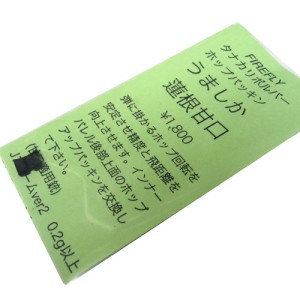 FIREFLY
タナカリボルバー
ホップパッキン
うましか
蓮根甘口
¥1,800
弾に掛かるホップ回転を
安定させ精度と飛距離を
向上させます。インナー
バレル後部上面のホップ
アップパッキンを交換し
て下さい。
ver2 0.2g以上